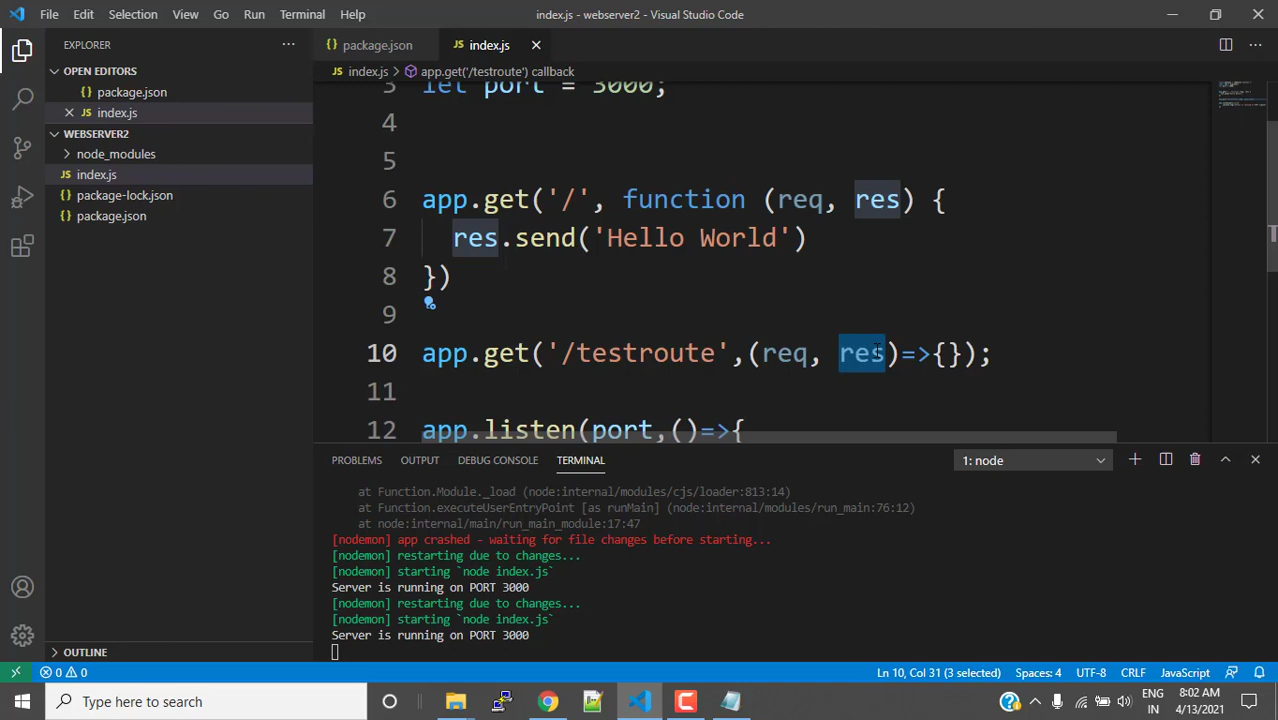 File Edit Selection View Go Run Terminal Help
index.js - webserver2 - Visual Studio Code
EXPLORER
OPEN EDITORS
package.json
index.js
WEBSERVER2
node_modules
index.js
package-lock.json
package.json
OUTLINE
package.json
index.js
index.js > app.get('/testroute') callback
3 let port = 3000;
4
5
6 app.get('/', function (req, res) {
7 res.send('Hello World')
8 })
9
10 app.get('/testroute',(req, res)=>{});
11
12 app.listen(port,()=>{
PROBLEMS OUTPUT DEBUG CONSOLE TERMINAL
1: node
at Function.Module._load (node:internal/modules/cjs/loader:813:14)
at Function.executeUserEntryPoint [as runMain] (node:internal/modules/run_main:76:12)
at node:internal/main/run_main_module:17:47
[nodemon] app crashed - waiting for file changes before starting...
[nodemon] restarting due to changes...
[nodemon] starting `node index.js`
Server is running on PORT 3000
[nodemon] restarting due to changes...
[nodemon] starting `node index.js`
Server is running on PORT 3000
0 0
Ln 10, Col 31 (3 selected) Spaces: 4 UTF-8 CRLF JavaScript
Type here to search
ENG
IN
8:02 AM
4/13/2021